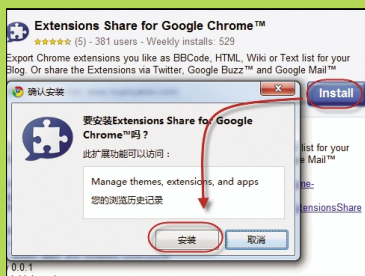 Extensions Share for Google Chrome™
(5) - 381 users - Weekly installs: 529
Export Chrome extensions you like as BBCode, HTML, Wiki or Text list for your
Blog. Or share the Extensions via Twitter, Google Buzz™ and Google Mail™
确认安装
Install
要安装Extensions Share for Google
Chrome™吗？
此扩展功能可以访问：
list for your
e Mail™
Manage themes, extensions, and apps
您的浏览历史记录
me-
tensionsShare
安装
取消
0.0.1